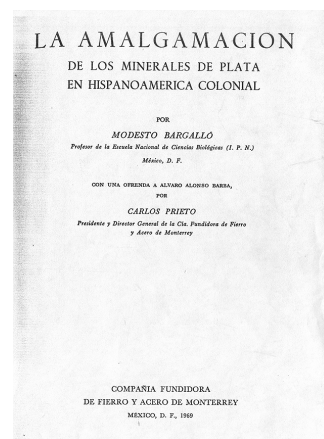 LA AMALGAMACION
DE LOS MINERALES DE PLATA
EN HISPANOAMERICA COLONIAL
POR
MODESTO BARGALLÓ
Profesor de la Escuela Nacional de Ciencias Biológicas (I. P. N.)
México, D. F.
CON UNA OFRENDA A ALVARO ALONSO BARBA,
POR
CARLOS PRIETO
Presidente y Director General de la Cía. Fundidora de Fierro
y Acero de Monterrey
COMPAÑIA FUNDIDORA
DE FIERRO Y ACERO DE MONTERREY
MÉXICO, D. F., 1969